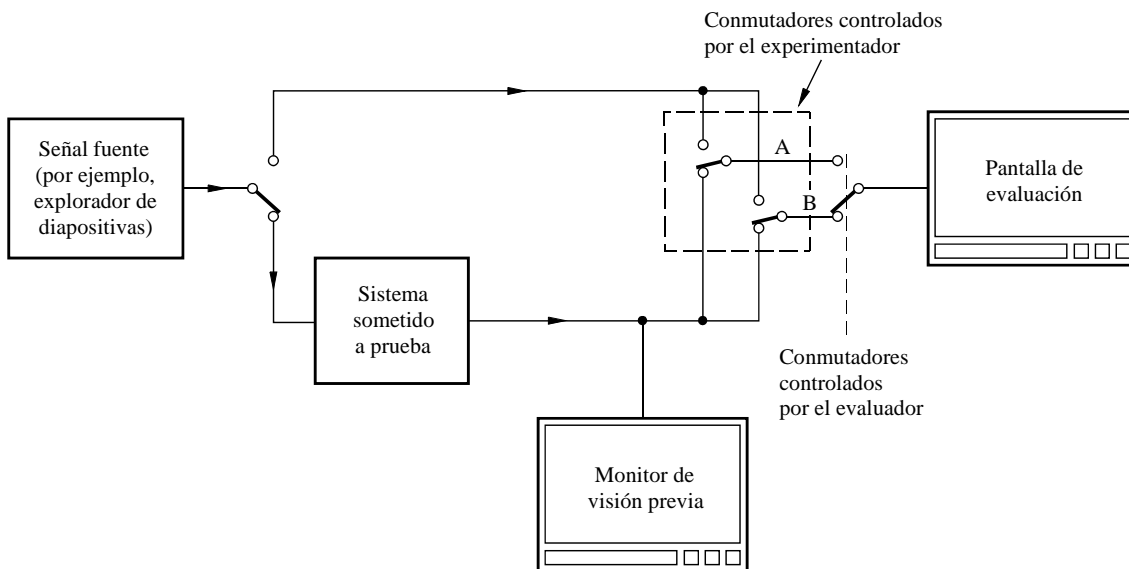 Conmutadores controlados
por el experimentador
Señal fuente
(por ejemplo,
explorador de
diapositivas)
A
B
Pantalla de
evaluación
Sistema
sometido
a prueba
Conmutadores
controlados
por el evaluador
Monitor de
visión previa